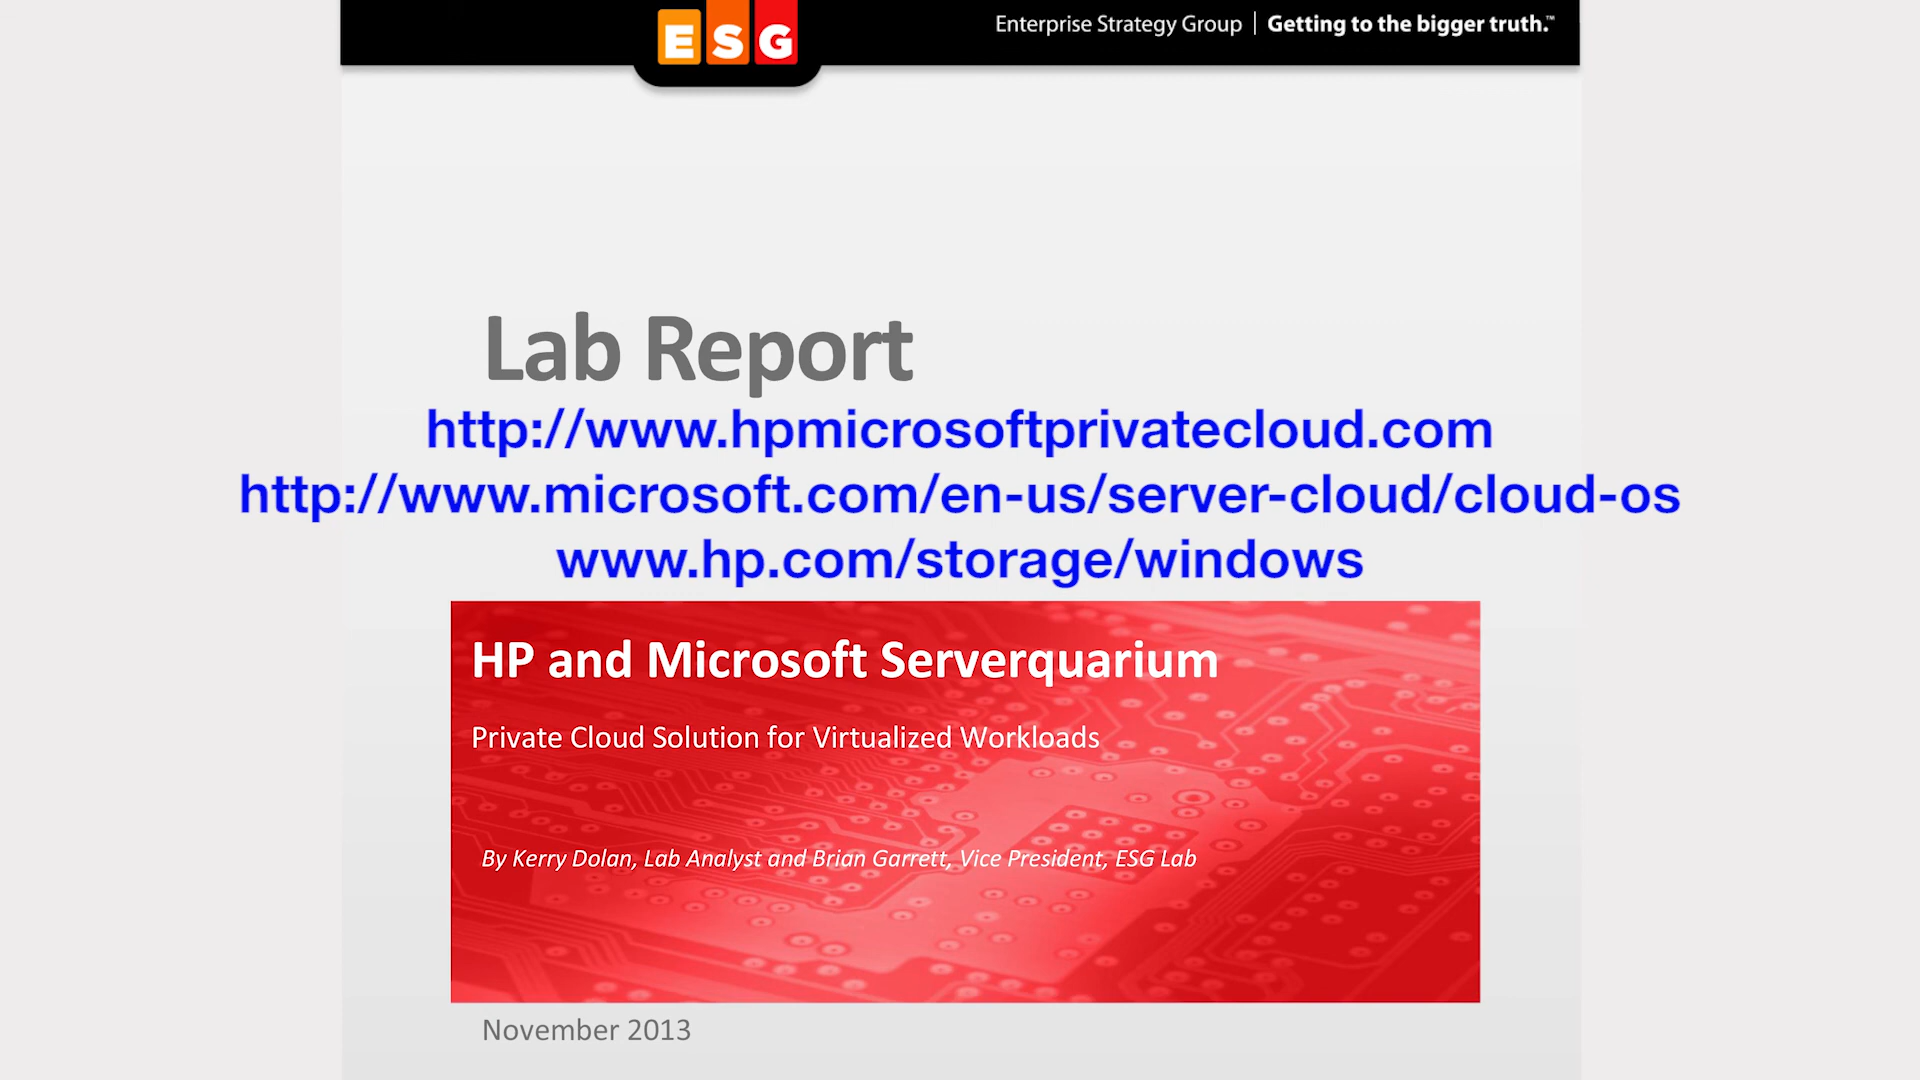 ESG
Enterprise Strategy Group | Getting to the bigger truth.™
Lab Report
http://www.hpmicrosoftprivatecloud.com
http://www.microsoft.com/en-us/server-cloud/cloud-os
www.hp.com/storage/windows
HP and Microsoft Serverquarium
Private Cloud Solution for Virtualized Workloads
By Kerry Dolan, Lab Analyst and Brian Garrett, Vice President, ESG Lab
November 2013